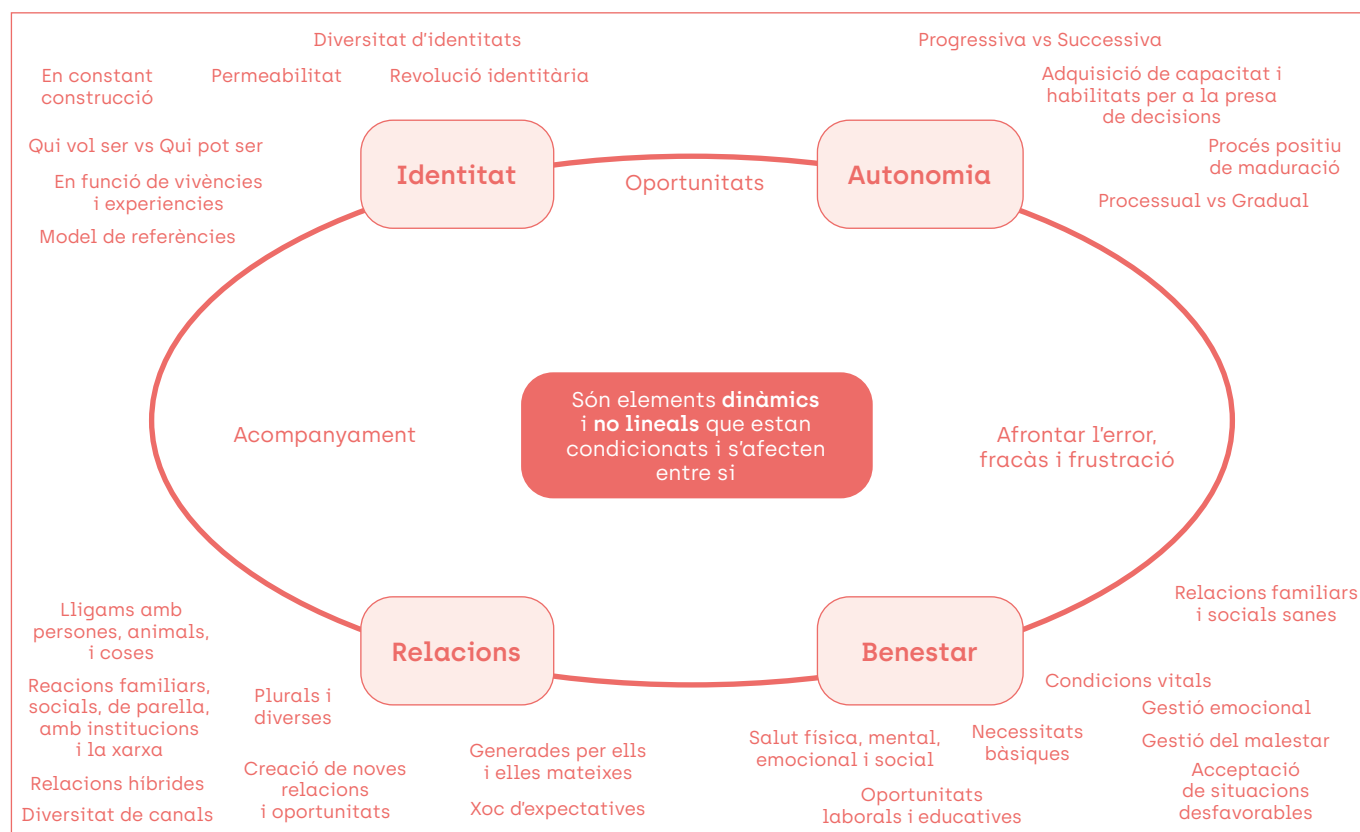 Diversitat d'identitats
En constant
construcció
Permeabilitat
Revolució identitària
Qui vol ser vs Qui pot ser
En funció de vivències
i experiencies
Model de referències
Identitat
Oportunitats
Progressiva vs Successiva
Adquisició de capacitat i
habilitats per a la presa
de decisions
Procés positiu
de maduració
Processual vs Gradual
Autonomia
Acompanyament
Són elements dinàmics
i no lineals que estan
condicionats i s'afecten
entre si
Afrontar l'error,
fracàs i frustració
Lligams amb
persones, animals,
i coses
Relacions
Reacions familiars,
socials, de parella,
amb institucions
i la xarxa
Plurals i
diverses
Relacions híbrides
Diversitat de canals
Creació de noves
relacions
i oportunitats
Generades per ells
i elles mateixes
Xoc d'expectatives
Benestar
Relacions familiars
i socials sanes
Condicions vitals
Gestió emocional
Gestió del malestar
Acceptació
de situacions
desfavorables
Necessitats
bàsiques
Salut física, mental,
emocional i social
Oportunitats
laborals i educatives